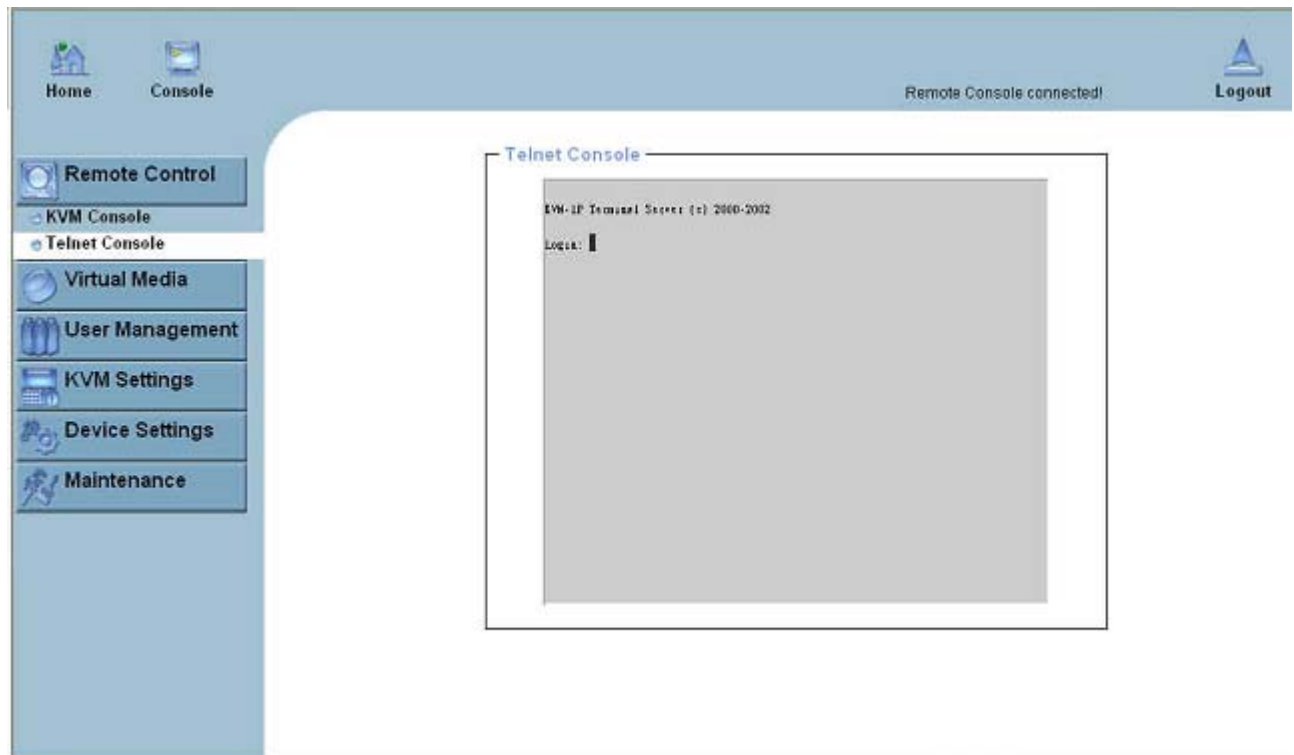 Home
Console
Remote Console connected!
Logout
Remote Control
KVM Console
Telnet Console
Virtual Media
User Management
KVM Settings
Device Settings
Maintenance
Telnet Console
KVM-IP Terminal Server (c) 2000-2002
Login: